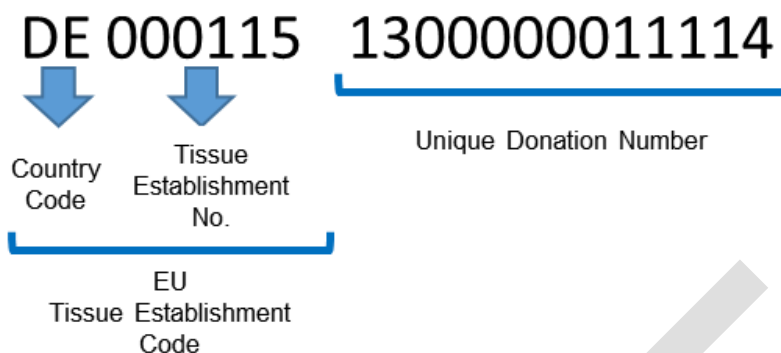 DE 000115 1300000011114
Country
Code
Tissue
Establishment
No.
Unique Donation Number
EU
Tissue Establishment
Code